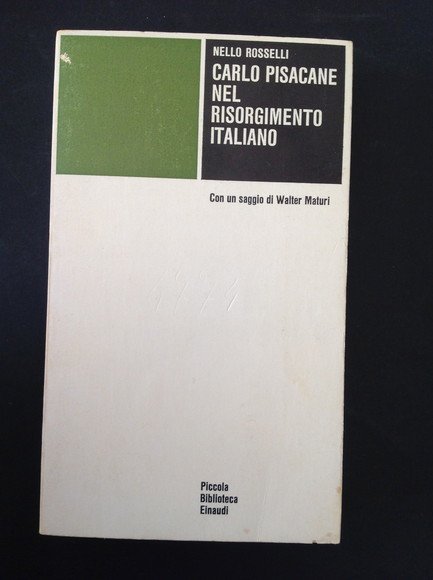 NELLO ROSSELLI
CARLO PISACANE
NEL
RISORGIMENTO
ITALIANO
Con un saggio di Walter Maturi
Piccola
Biblioteca
Einaudi